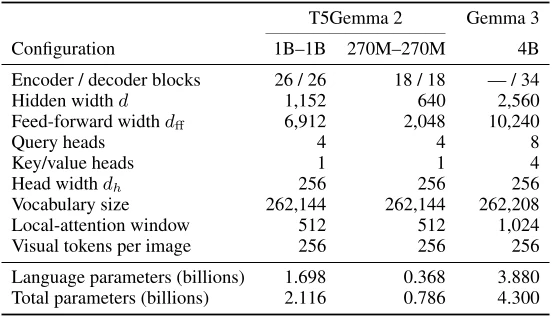 T5Gemma 2 Gemma 3
Configuration 1B–1B 270M–270M 4B
Encoder / decoder blocks 26 / 26 18 / 18 — / 34
Hidden width d 1,152 640 2,560
Feed-forward width dff 6,912 2,048 10,240
Query heads 4 4 8
Key/value heads 1 1 4
Head width dh 256 256 256
Vocabulary size 262,144 262,144 262,208
Local-attention window 512 512 1,024
Visual tokens per image 256 256 256
Language parameters (billions) 1.698 0.368 3.880
Total parameters (billions) 2.116 0.786 4.300